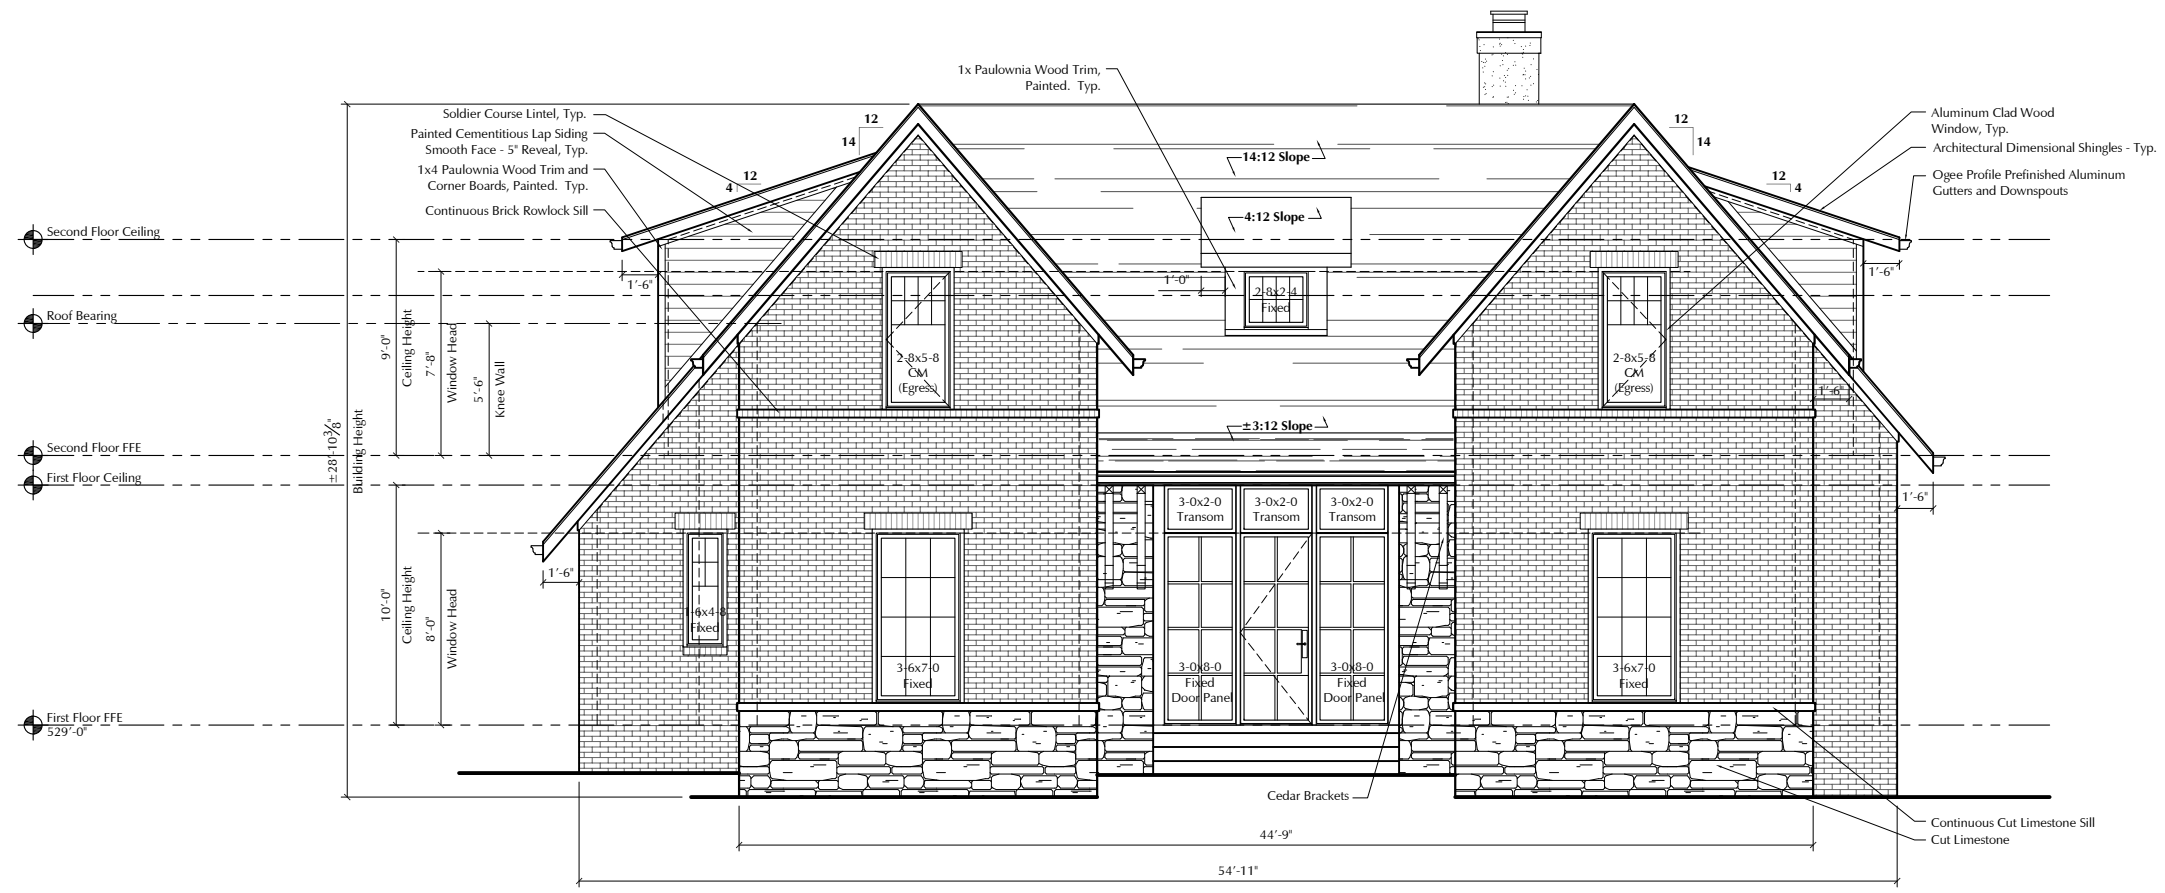 1x Paulownia Wood Trim,
Painted. Typ.
Soldier Course Lintel, Typ.
Painted Cementitious Lap Siding
Smooth Face - 5" Reveal, Typ.
1x4 Paulownia Wood Trim and
Corner Boards, Painted. Typ.
Continuous Brick Rowlock Sill
12
14
12
4
14:12 Slope
4:12 Slope
±3:12 Slope
12
14
12
4
Aluminum Clad Wood
Window, Typ.
Architectural Dimensional Shingles - Typ.
Ogee Profile Prefinished Aluminum
Gutters and Downspouts
Second Floor Ceiling
Roof Bearing
Second Floor FFE
First Floor Ceiling
First Floor FFE
529'-0"
±28'-10⅜"
Building Height
9'-0"
Ceiling Height
7'-8"
Window Head
5'-6"
Knee Wall
10'-0"
Ceiling Height
8'-0"
Window Head
1'-6"
1'-6"
1'-0"
1'-6"
1'-6"
1'-6"
2-8x5-8
CM
(Egress)
2-8x2-4
Fixed
2-8x5-8
CM
(Egress)
3-0x2-0
Transom
3-0x2-0
Transom
3-0x2-0
Transom
1-6x4-8
Fixed
3-6x7-0
Fixed
3-0x8-0
Fixed
Door Panel
3-0x8-0
Fixed
Door Panel
3-6x7-0
Fixed
Cedar Brackets
Continuous Cut Limestone Sill
Cut Limestone
44'-9"
54'-11"